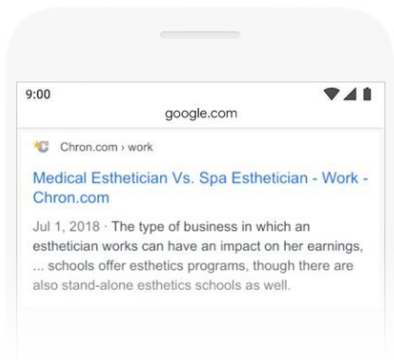 9:00
google.com
Chron.com › work
Medical Esthetician Vs. Spa Esthetician - Work -
Chron.com
Jul 1, 2018 · The type of business in which an
esthetician works can have an impact on her earnings,
... schools offer esthetics programs, though there are
also stand-alone esthetic schools as well.